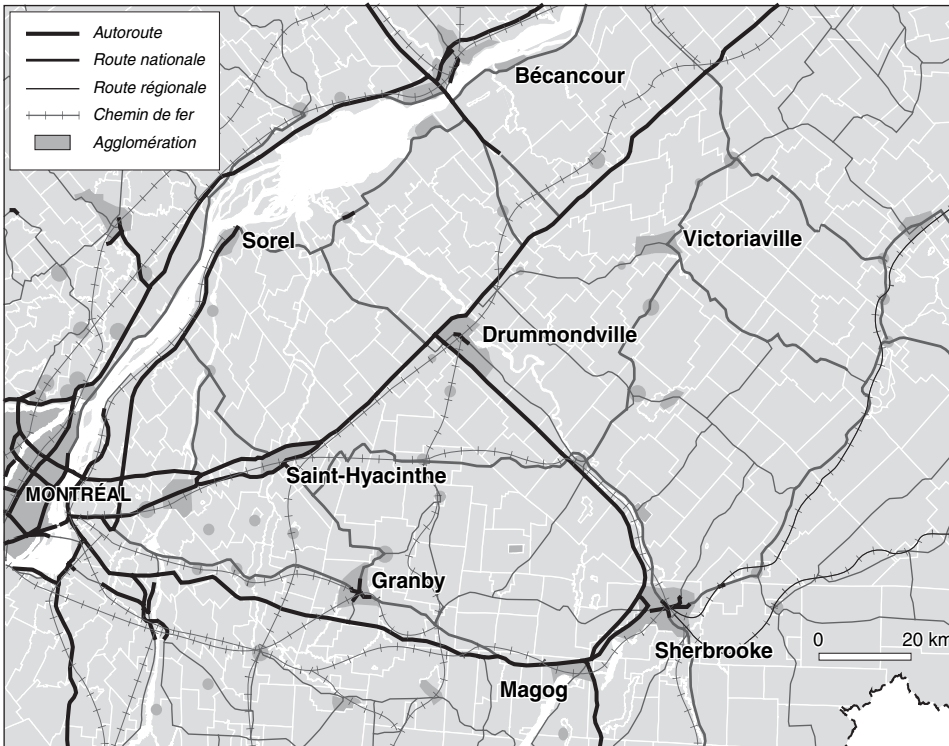 Autoroute
Route nationale
Route régionale
Chemin de fer
Agglomération
Bécancour
Sorel
Victoriaville
Drummondville
Saint-Hyacinthe
MONTRÉAL
Granby
0 20 km
Sherbrooke
Magog